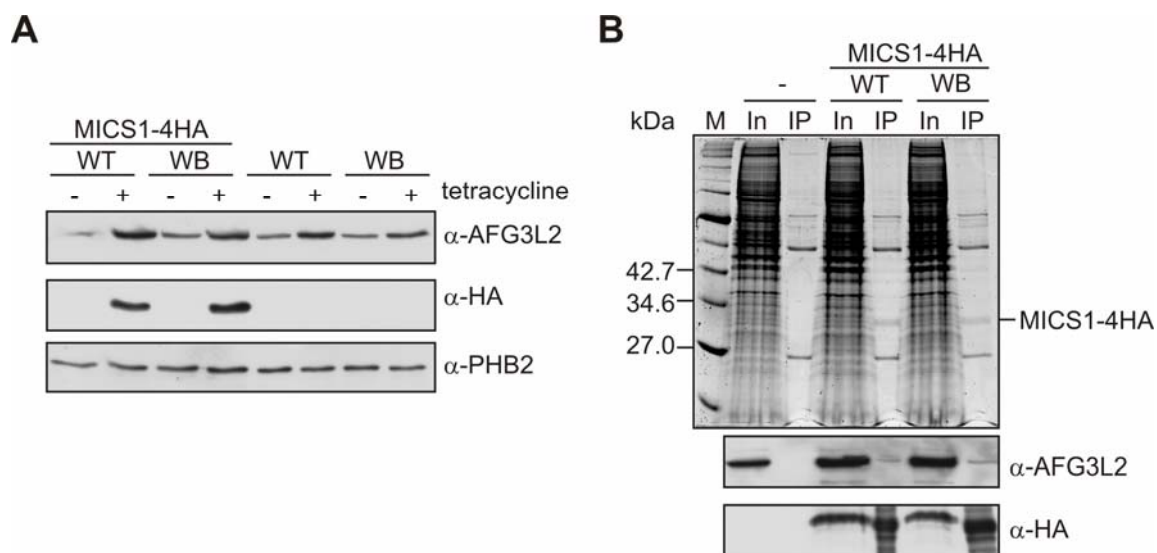 A
MICS1-4HA
WT WB WT WB
- + - + - + - + tetracycline
α-AFG3L2
α-HA
α-PHB2
B
MICS1-4HA
- WT WB
kDa M In IP In IP In IP
42.7
34.6
MICS1-4HA
27.0
α-AFG3L2
α-HA